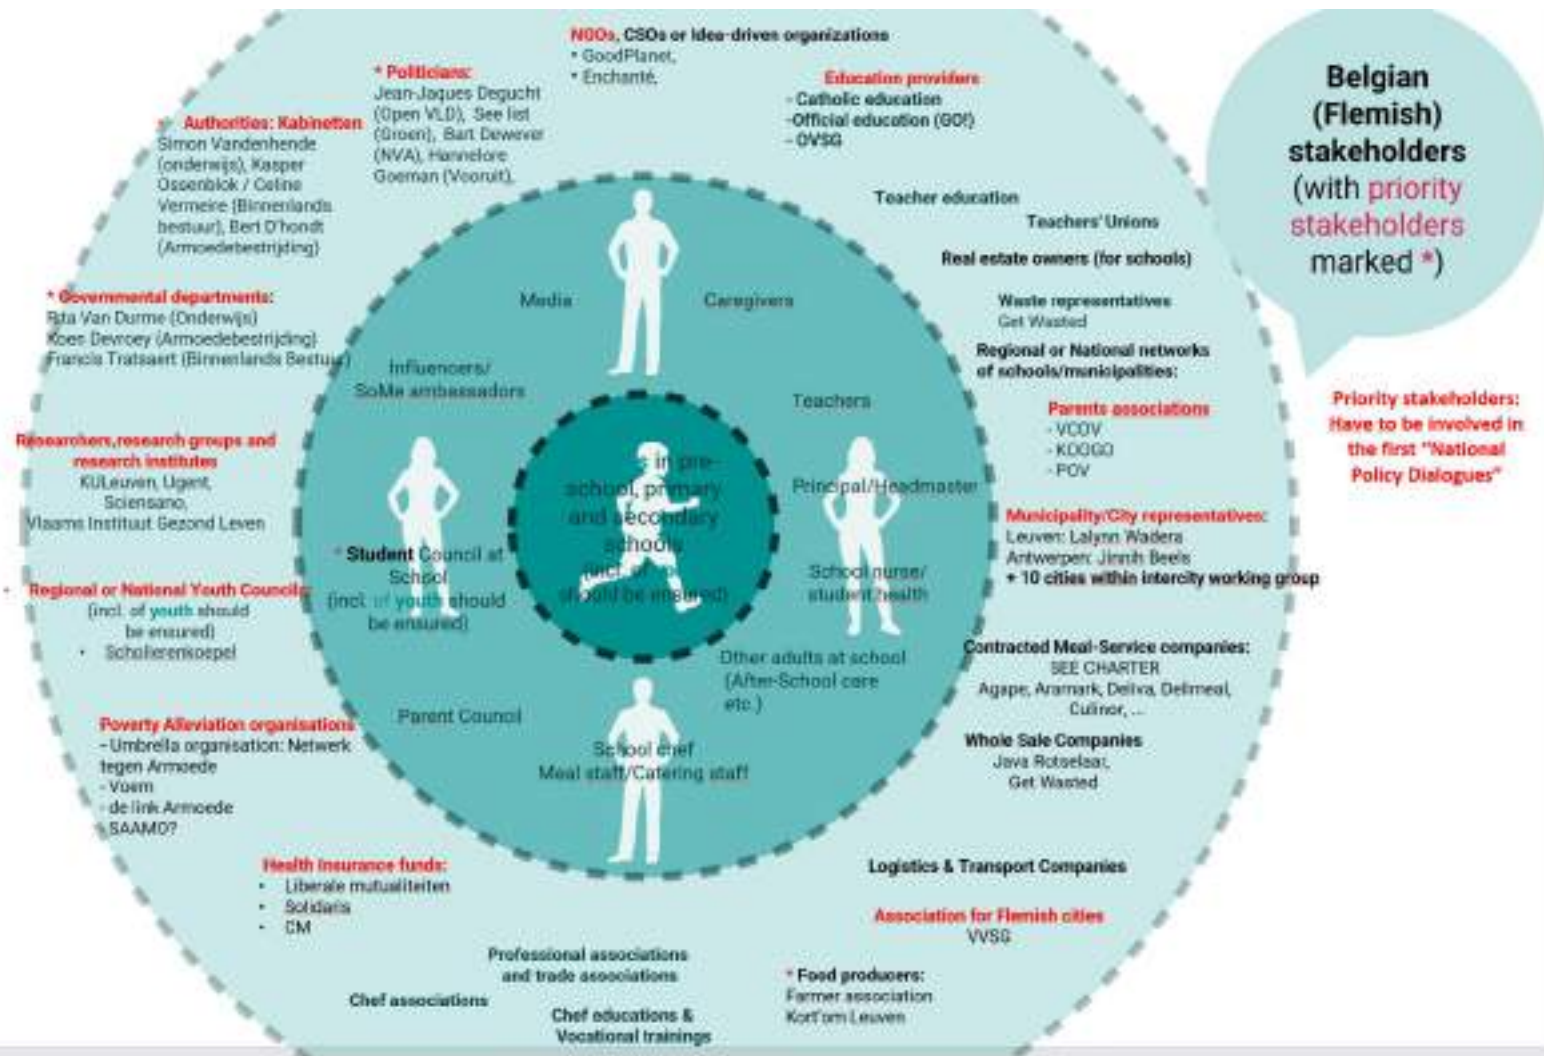 NGOs, CSOs or Idea-driven organizations
* GoodPlanet,
* Enchanté,
* Politicians:
Jean-Jaques Degucht
(Open VLD), See list
(Groen), Bart Dewever
(NVA), Hannelore
Goeman (Vooruit),
Education providers
- Catholic education
-Official education (GO!)
- OVSG
Authorities: Kabinetten
Simon Vandenhende
(onderwijs), Kasper
Ossenblok / Celine
Vermeire (Binnenlands
bestuur), Bert D'hondt
(Armoedebestrijding)
Belgian
(Flemish)
stakeholders
(with priority
stakeholders
marked *)
Teacher education
Teachers' Unions
Real estate owners (for schools)
* Governmental departments:
Rita Van Durme (Onderwijs)
Koen Devroey (Armoedebestrijding)
Francis Tratsaert (Binnenlands Bestuur)
Media
Caregivers
Waste representatives
Get Wasted
Regional or National networks
of schools/municipalities:
Influencers/
SoMe ambassadors
Teachers
Parents associations
- VCOV
- KOOGO
- POV
Priority stakeholders:
Have to be involved in
the first "National
Policy Dialogues"
Researchers,research groups and
research institutes
KULeuven, Ugent,
Sciensano,
Vlaams Instituut Gezond Leven
in pre-
school, primary
and secondary
schools
(incl. of
should be ensured)
Principal/Headmaster
Municipality/City representatives:
Leuven: Lalynn Wadera
Antwerpen: Jinnih Beels
+ 10 cities within intercity working group
* Student Council at
School
(incl. of youth should
be ensured)
School nurse/
student health
Regional or National Youth Councils:
(incl. of youth should
be ensured)
• Scholierenkoepel
Other adults at school
(After-School care
etc.)
Contracted Meal-Service companies:
SEE CHARTER
Agape, Aramark, Deliva, Delimeal,
Culinor, ...
Parent Council
School chef
Meal staff/Catering staff
Whole Sale Companies
Java Rotselaar,
Get Wasted
Poverty Alleviation organisations
- Umbrella organisation: Netwerk
tegen Armoede
- Voem
- de link Armoede
- SAAMO?
Health Insurance funds:
• Liberale mutualiteiten
• Solidaris
• CM
Logistics & Transport Companies
Association for Flemish cities
VVSG
Professional associations
and trade associations
Chef associations
Chef educations &
Vocational trainings
* Food producers:
Farmer association
Kort'om Leuven